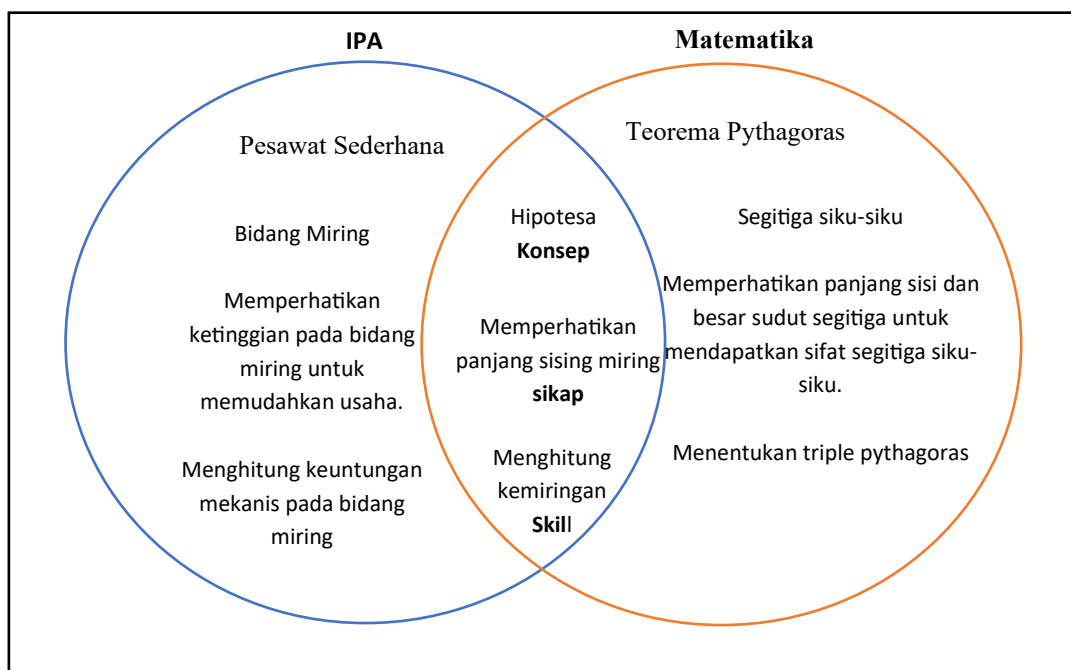 IPA
Matematika
Pesawat Sederhana
Bidang Miring
Memperhatikan
ketinggian pada bidang
miring untuk
memudahkan usaha.
Menghitung keuntungan
mekanis pada bidang
miring
Hipotesa
Konsep
Memperhatikan
panjang sising miring
sikap
Menghitung
kemiringan
Skill
Teorema Pythagoras
Segitiga siku-siku
Memperhatikan panjang sisi dan
besar sudut segitiga untuk
mendapatkan sifat segitiga siku-
siku.
Menentukan triple pythagoras